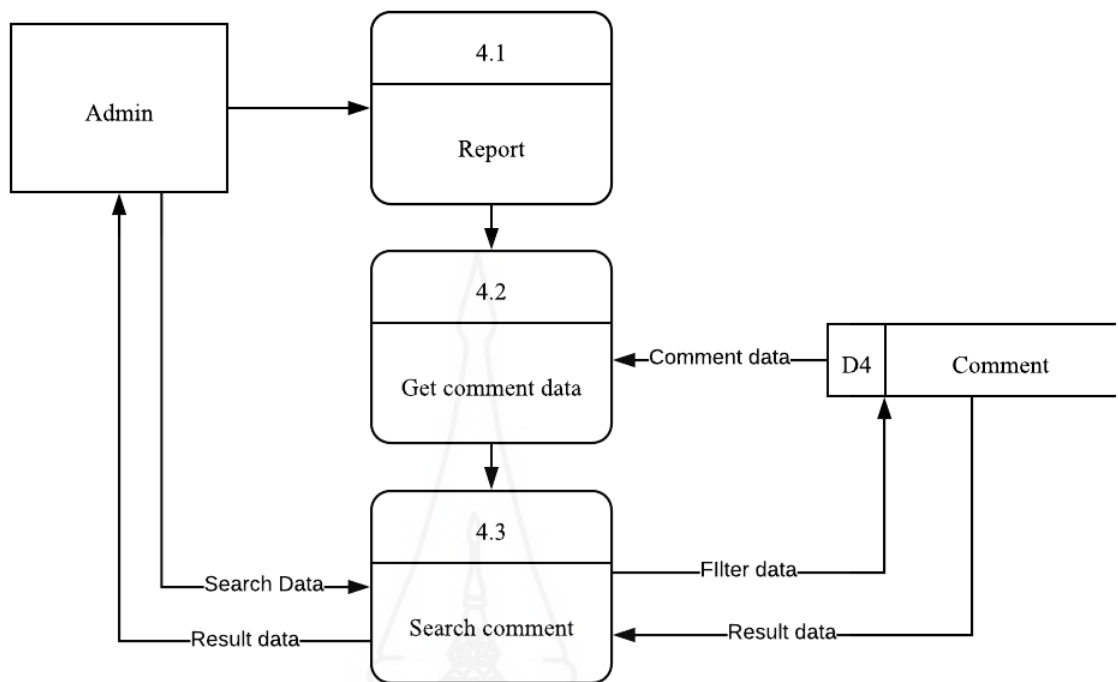 4.1
Admin
Report
4.2
Comment data
D4
Comment
Get comment data
4.3
Search Data
FIlter data
Search comment
Result data
Result data